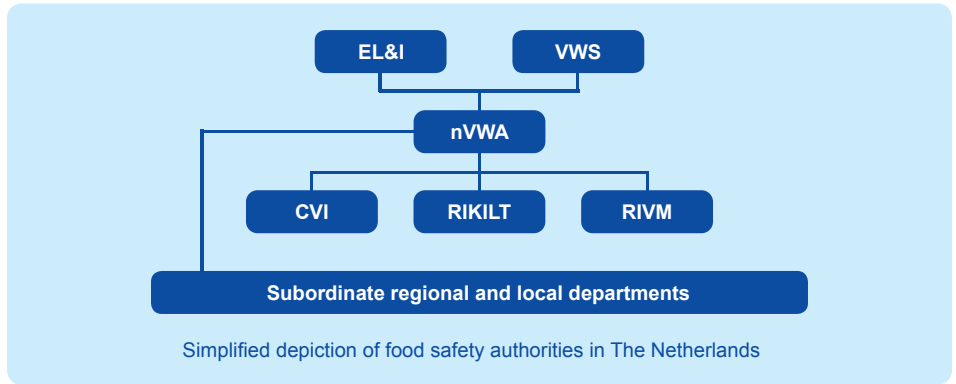 EL&I
VWS
nVWA
CVI
RIKILT
RIVM
Subordinate regional and local departments
Simplified depiction of food safety authorities in The Netherlands